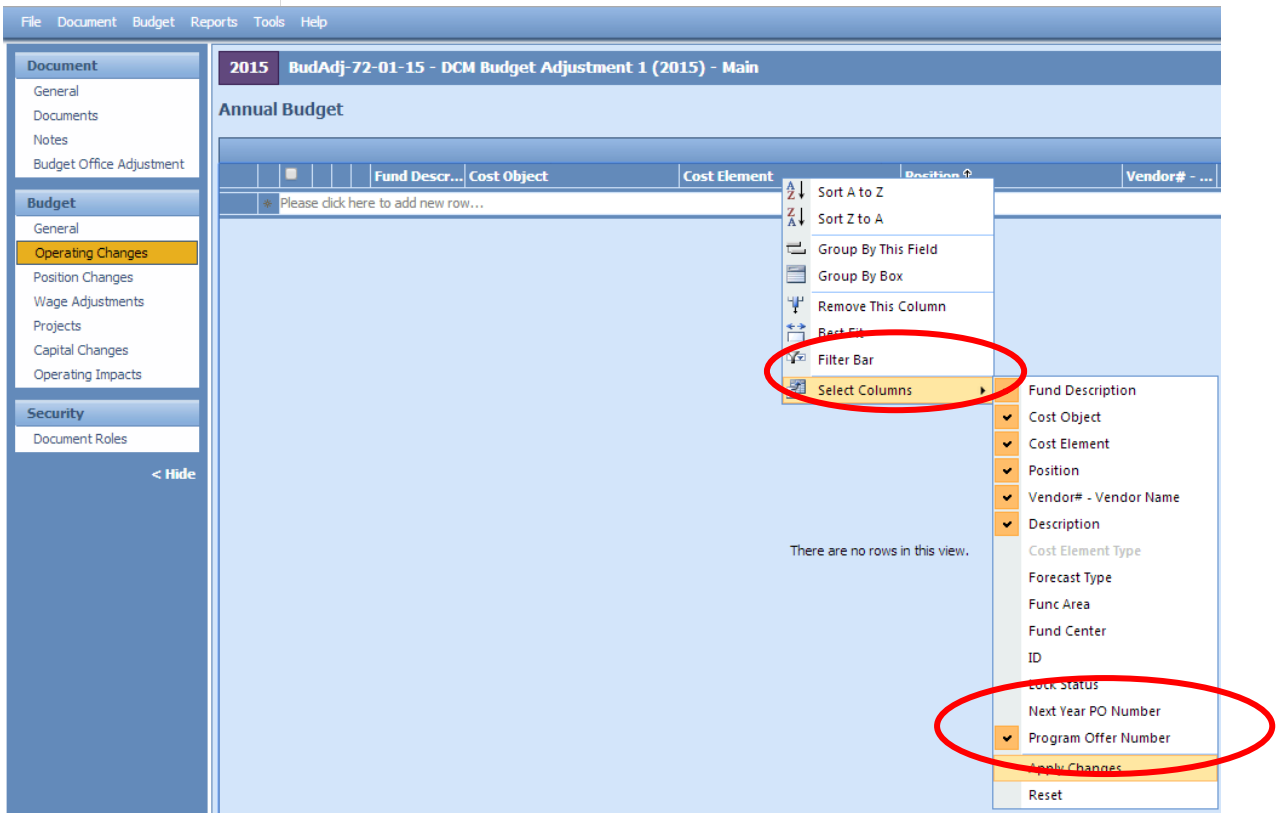 File Document Budget Reports Tools Help
Document
General
Documents
Notes
Budget Office Adjustment
Budget
General
Operating Changes
Position Changes
Wage Adjustments
Projects
Capital Changes
Operating Impacts
Security
Document Roles
< Hide
2015 BudAdj-72-01-15 - DCM Budget Adjustment 1 (2015) - Main
Annual Budget
Fund Descr... Cost Object Cost Element Position Vendor# - ...
Please click here to add new row...
Sort A to Z
Sort Z to A
Group By This Field
Group By Box
Remove This Column
Best Fit
Filter Bar
Select Columns
Fund Description
Cost Object
Cost Element
Position
Vendor# - Vendor Name
Description
Cost Element Type
Forecast Type
Func Area
Fund Center
ID
Lock Status
Next Year PO Number
Program Offer Number
Apply Changes
Reset
There are no rows in this view.